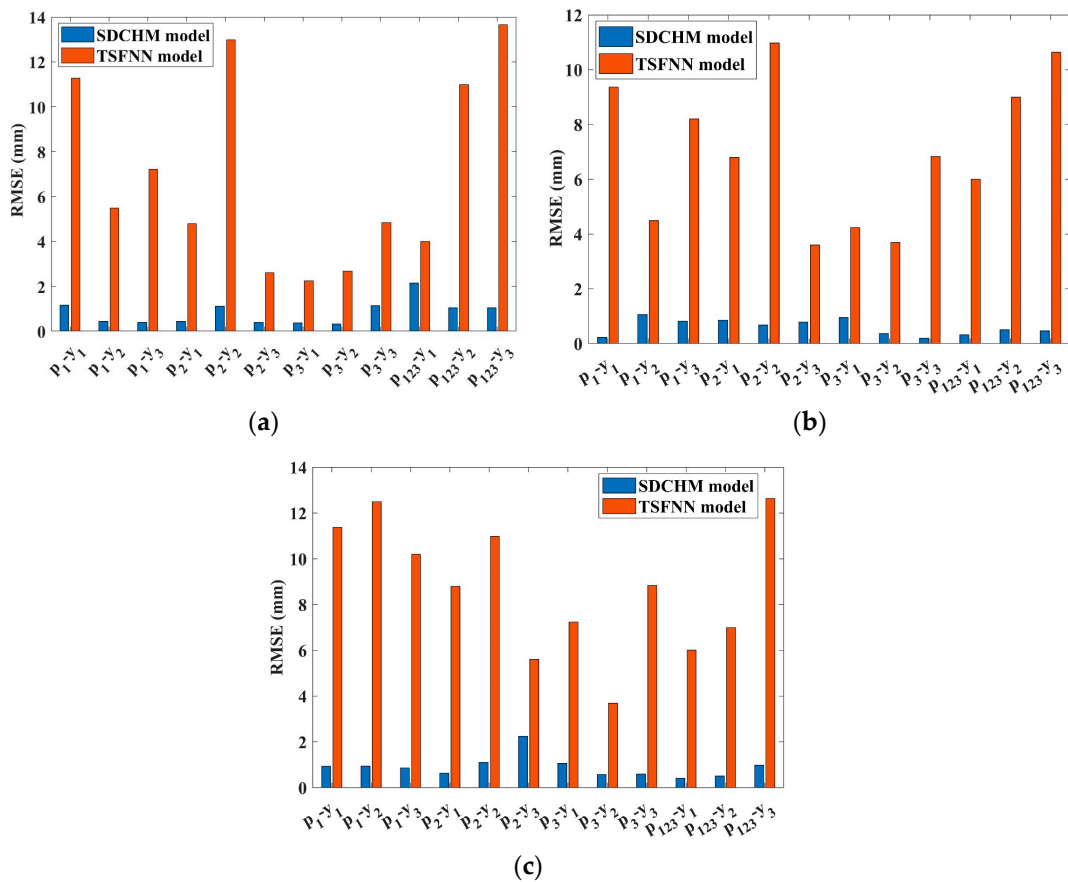 14
12
10
8
6
4
2
0
RMSE (mm)
SDCHM model
TSFNN model
p1-y1
p1-y2
p1-y3
p2-y1
p2-y2
p2-y3
p3-y1
p3-y2
p3-y3
p123-y1
p123-y2
p123-y3
(a)
12
10
8
6
4
2
0
RMSE (mm)
SDCHM model
TSFNN model
p1-y1
p1-y2
p1-y3
p2-y1
p2-y2
p2-y3
p3-y1
p3-y2
p3-y3
p123-y1
p123-y2
p123-y3
(b)
14
12
10
8
6
4
2
0
RMSE (mm)
SDCHM model
TSFNN model
p1-y1
p1-y2
p1-y3
p2-y1
p2-y2
p2-y3
p3-y1
p3-y2
p3-y3
p123-y1
p123-y2
p123-y3
(c)